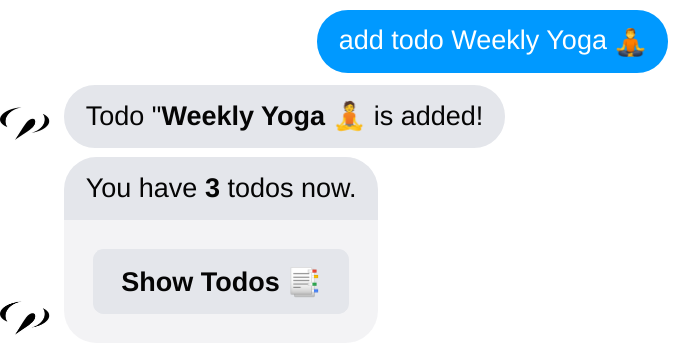 add todo Weekly Yoga 🧘
Todo "Weekly Yoga 🧘 is added!
You have 3 todos now.
Show Todos 📑